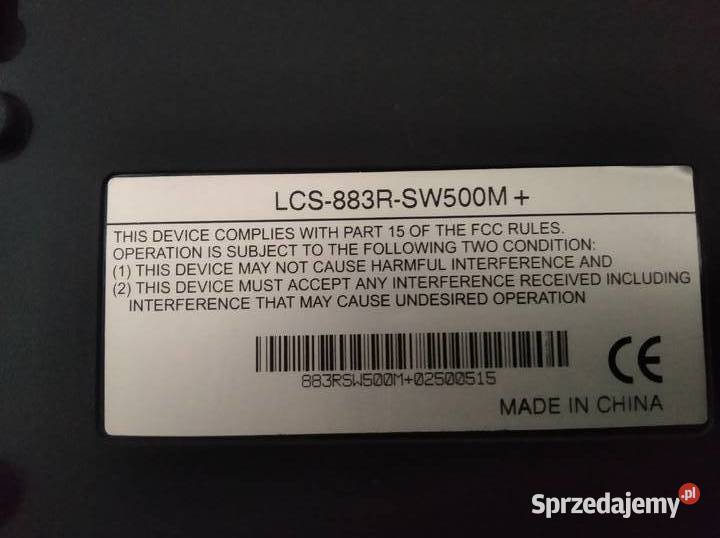 LCS-883R-SW500M +
THIS DEVICE COMPLIES WITH PART 15 OF THE FCC RULES.
OPERATION IS SUBJECT TO THE FOLLOWING TWO CONDITION:
(1) THIS DEVICE MAY NOT CAUSE HARMFUL INTERFERENCE AND
(2) THIS DEVICE MUST ACCEPT ANY INTERFERENCE RECEIVED INCLUDING
INTERFERENCE THAT MAY CAUSE UNDESIRED OPERATION
883RSW500M+02500515
CE
MADE IN CHINA
Sprzedajemy.pl